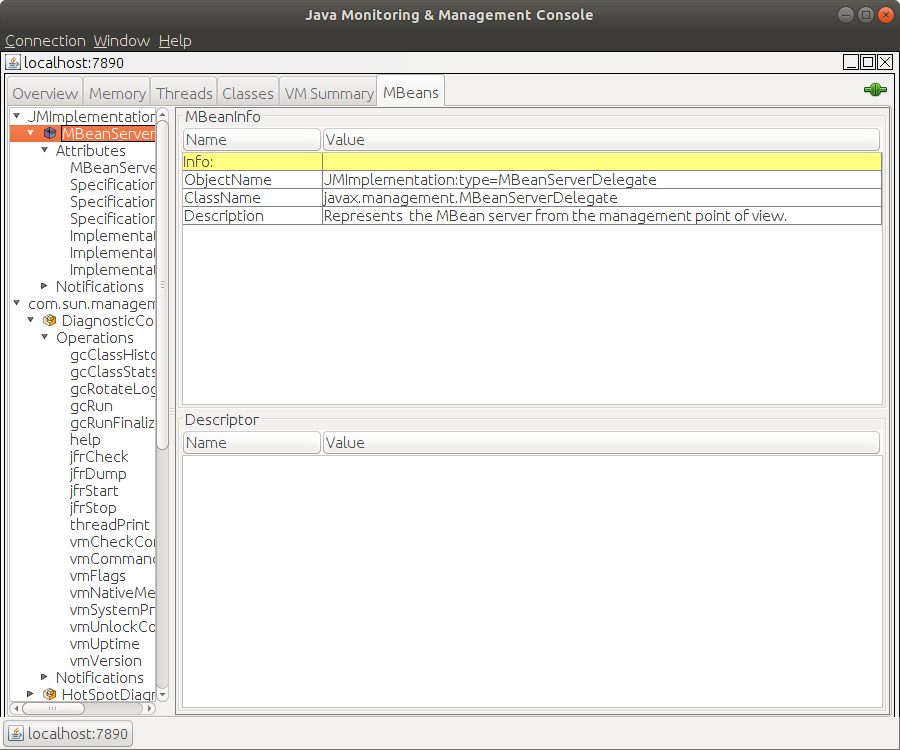 Java Monitoring & Management Console
Connection Window Help
localhost:7890
Overview Memory Threads Classes VM Summary MBeans
JMImplementation
MBeanServer
Attributes
MBeanServe
Specification
Specification
Specification
Implementat
Implementat
Implementat
Notifications
com.sun.managem
DiagnosticCo
Operations
gcClassHisto
gcClassStats
gcRotateLog
gcRun
gcRunFinaliz
help
jfrCheck
jfrDump
jfrStart
jfrStop
threadPrint
vmCheckCo
vmCommand
vmFlags
vmNativeMe
vmSystemPr
vmUnlockCo
vmUptime
vmVersion
Notifications
HotSpotDiagn
MBeanInfo
Name Value
Info:
ObjectName JMImplementation:type=MBeanServerDelegate
ClassName javax.management.MBeanServerDelegate
Description Represents the MBean server from the management point of view.
Descriptor
Name Value
localhost:7890